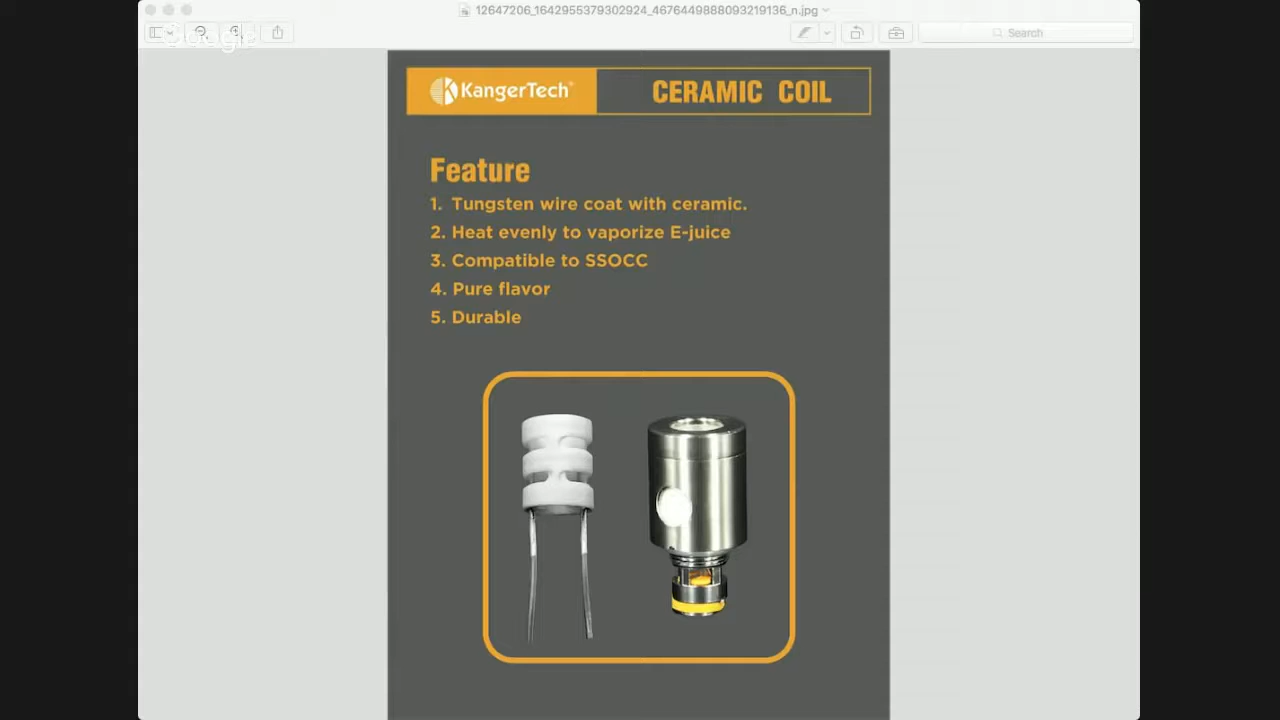 12647206_1642955379302924_4676449888093219136_n.jpg
Google
Search
KangerTech®
CERAMIC COIL
Feature
1. Tungsten wire coat with ceramic.
2. Heat evenly to vaporize E-juice
3. Compatible to SSOCC
4. Pure flavor
5. Durable